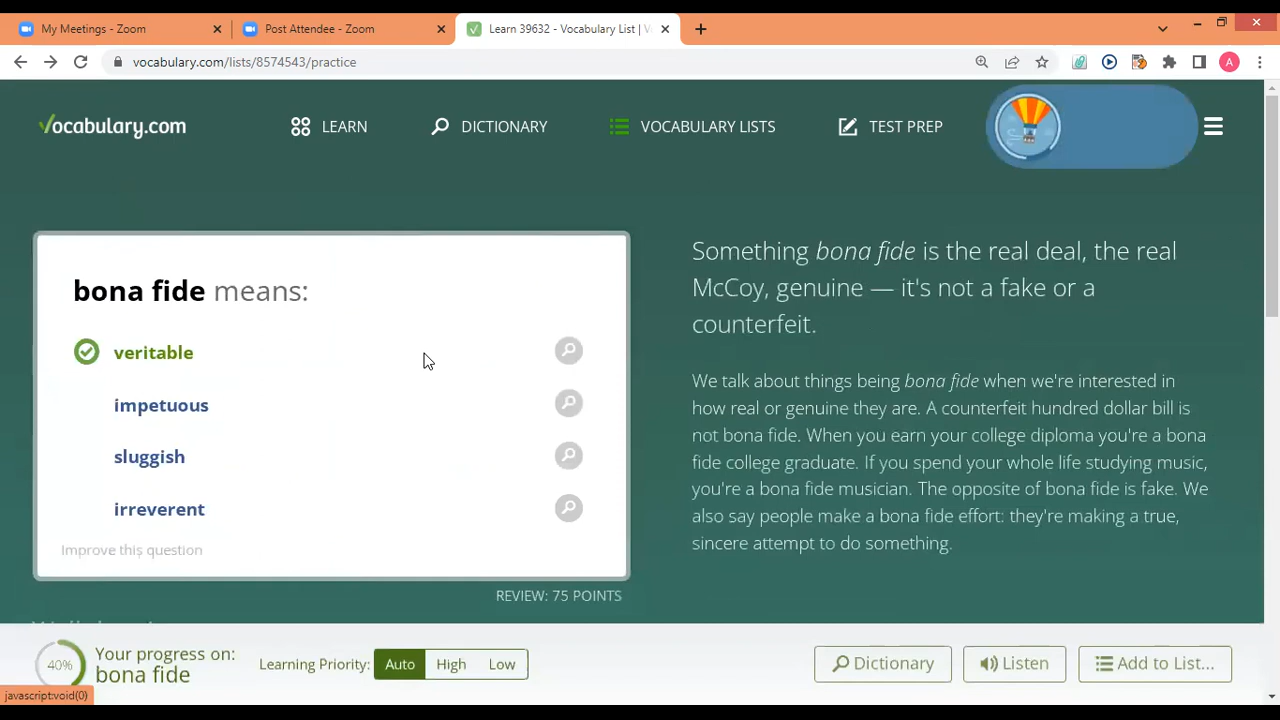 My Meetings - Zoom
Post Attendee - Zoom
Learn 39632 - Vocabulary List | V
vocabulary.com/lists/8574543/practice
A
Vocabulary.com
LEARN
DICTIONARY
VOCABULARY LISTS
TEST PREP
bona fide means:
veritable
impetuous
sluggish
irreverent
Improve this question
REVIEW: 75 POINTS
Something bona fide is the real deal, the real
McCoy, genuine — it's not a fake or a
counterfeit.
We talk about things being bona fide when we're interested in
how real or genuine they are. A counterfeit hundred dollar bill is
not bona fide. When you earn your college diploma you're a bona
fide college graduate. If you spend your whole life studying music,
you're a bona fide musician. The opposite of bona fide is fake. We
also say people make a bona fide effort: they're making a true,
sincere attempt to do something.
40%
Your progress on:
bona fide
Learning Priority:
Auto
High
Low
Dictionary
Listen
Add to List...
javascript:void(0)